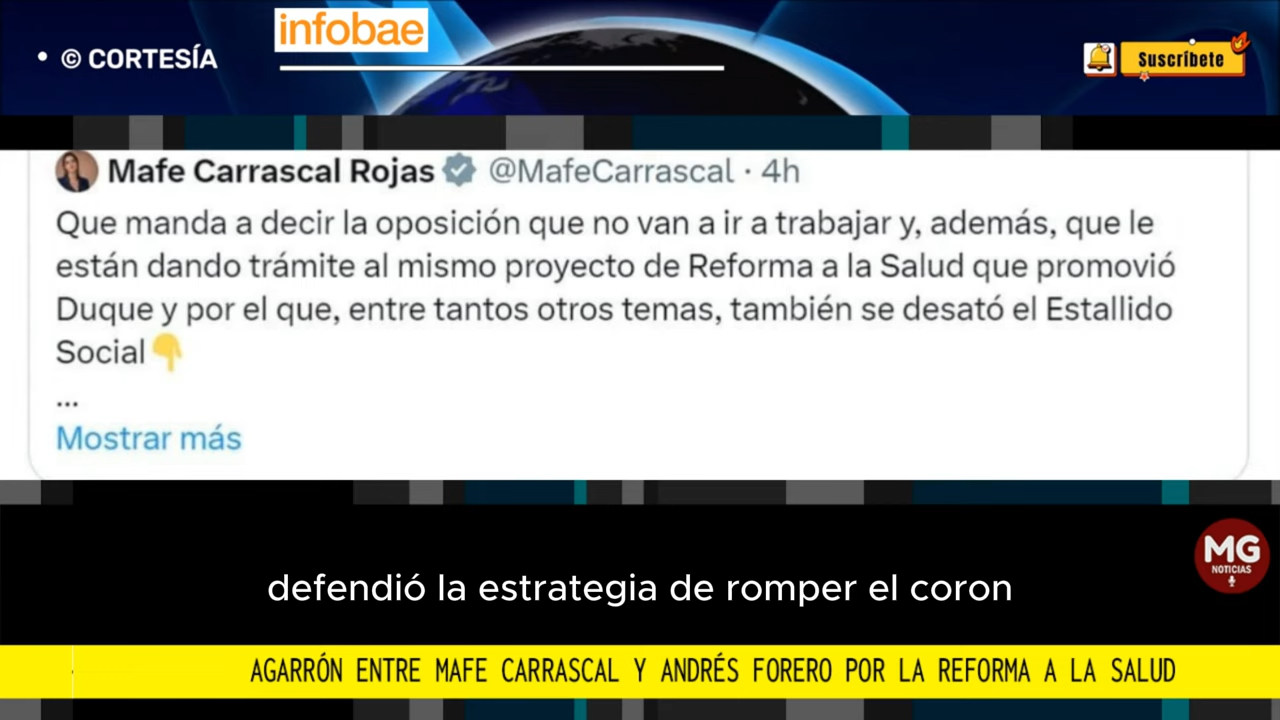 infobae
• © CORTESÍA
Suscríbete
Mafe Carrascal Rojas @MafeCarrascal · 4h
Que manda a decir la oposición que no van a ir a trabajar y, además, que le
están dando trámite al mismo proyecto de Reforma a la Salud que promovió
Duque y por el que, entre tantos otros temas, también se desató el Estallido
Social👇
...
Mostrar más
MG
NOTICIAS
defendió la estrategia de romper el coron
AGARRÓN ENTRE MAFE CARRASCAL Y ANDRÉS FORERO POR LA REFORMA A LA SALUD